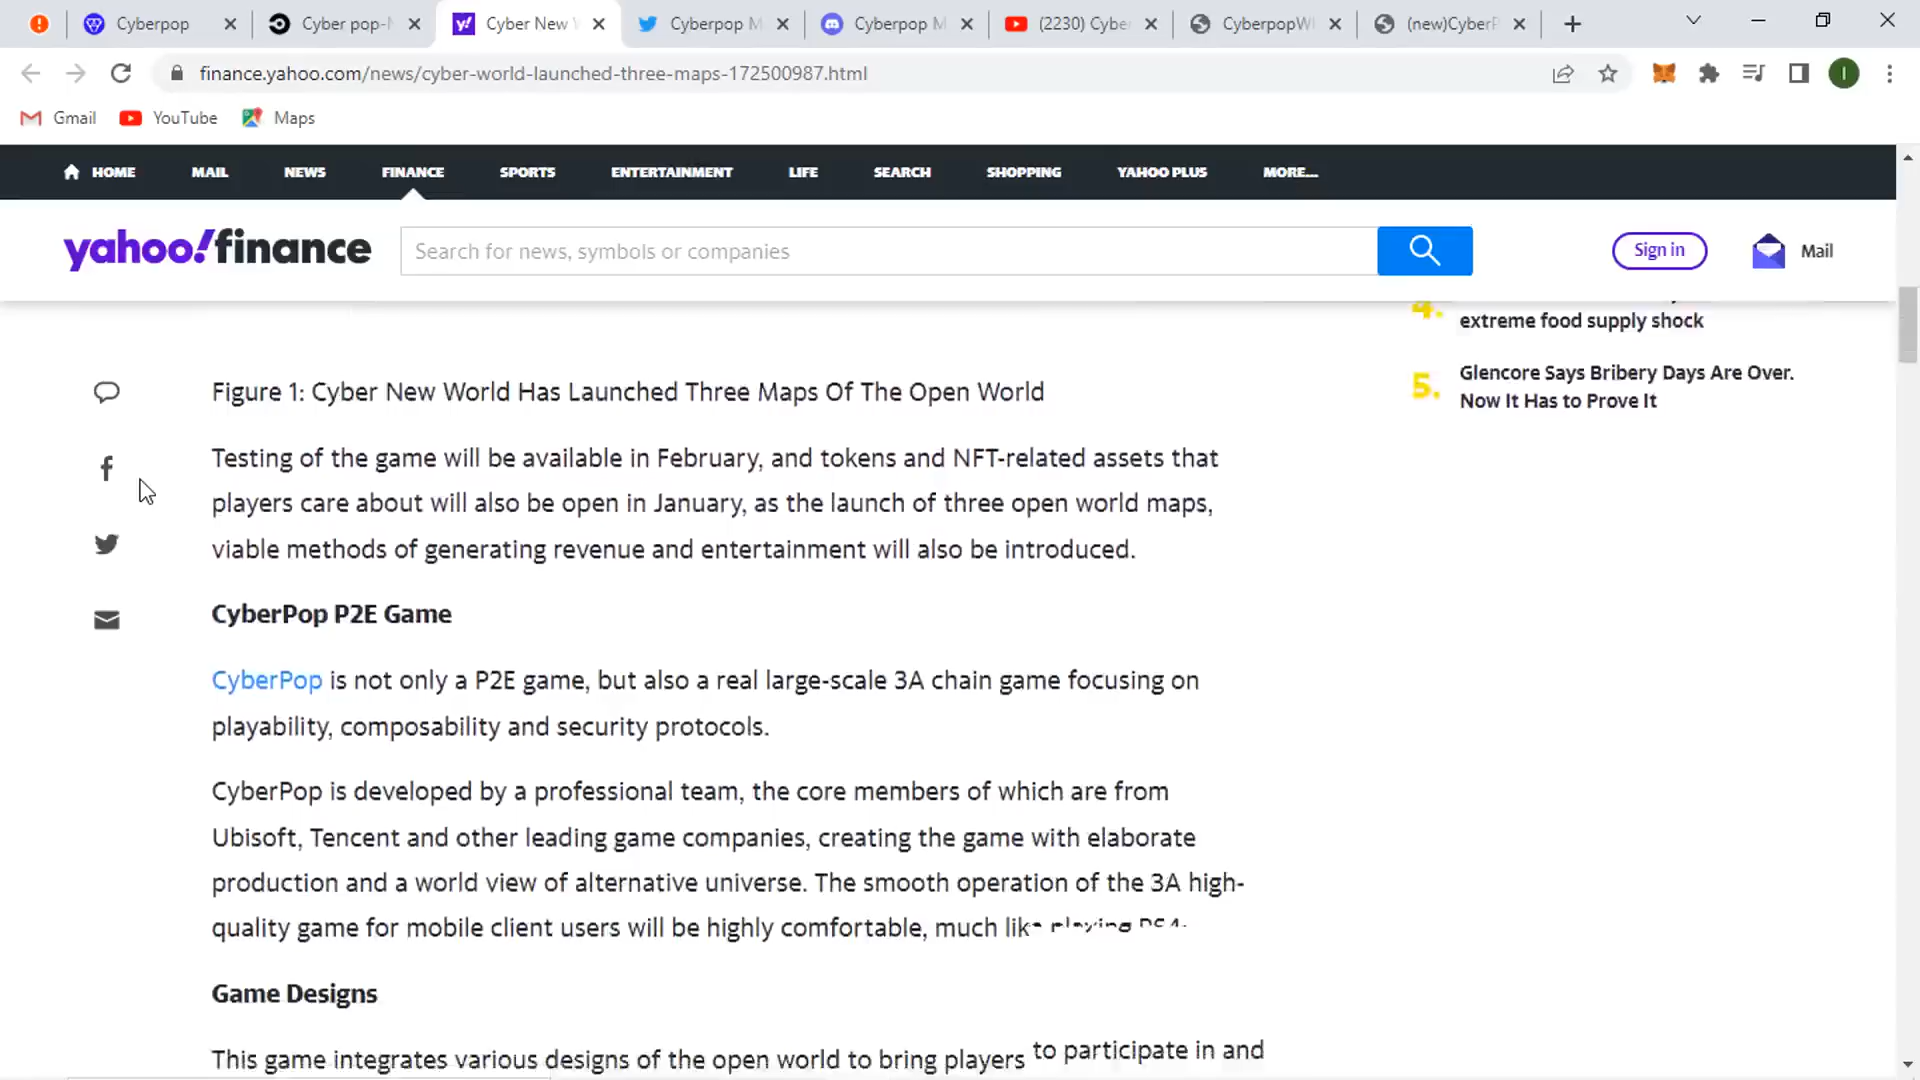 Cyberpop
Cyber pop-
Cyber New
Cyberpop M
Cyberpop M
(2230) Cybe
CyberpopW
(new)Cyber
finance.yahoo.com/news/cyber-world-launched-three-maps-172500987.html
I
Gmail YouTube Maps
HOME MAIL NEWS FINANCE SPORTS ENTERTAINMENT LIFE SEARCH SHOPPING YAHOO PLUS MORE...
yahoo!finance
Search for news, symbols or companies
Sign in
Mail
4.
extreme food supply shock
5. Glencore Says Bribery Days Are Over.
Now It Has to Prove It
Figure 1: Cyber New World Has Launched Three Maps Of The Open World
Testing of the game will be available in February, and tokens and NFT-related assets that
players care about will also be open in January, as the launch of three open world maps,
viable methods of generating revenue and entertainment will also be introduced.
CyberPop P2E Game
CyberPop is not only a P2E game, but also a real large-scale 3A chain game focusing on
playability, composability and security protocols.
CyberPop is developed by a professional team, the core members of which are from
Ubisoft, Tencent and other leading game companies, creating the game with elaborate
production and a world view of alternative universe. The smooth operation of the 3A high-
quality game for mobile client users will be highly comfortable, much like playing PS4.
Game Designs
This game integrates various designs of the open world to bring players to participate in and